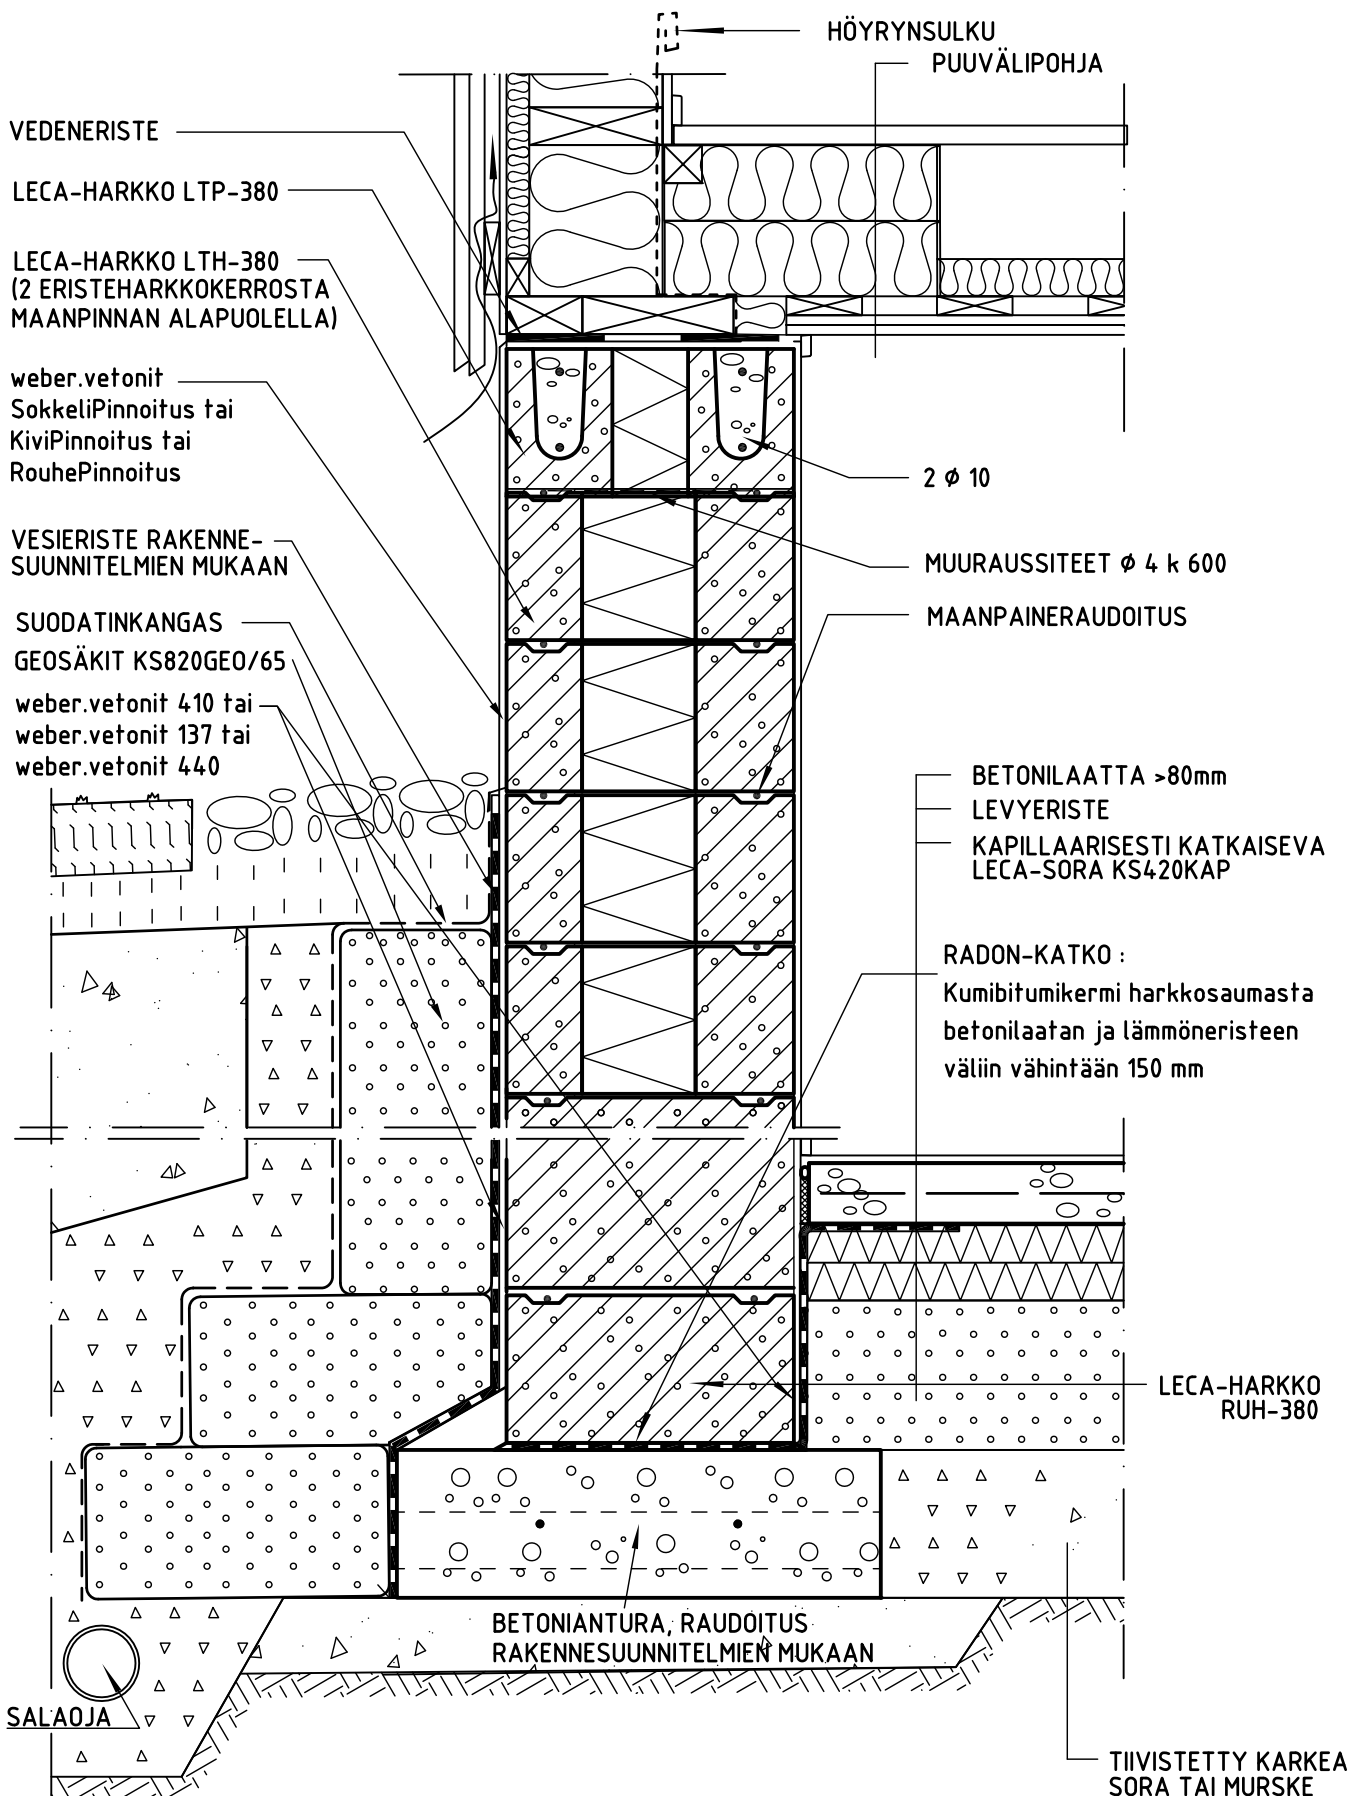 HÖYRYNSULKU
PUUVÄLIPOHJA
VEDENERISTE
LECA-HARKKO LTP-380
LECA-HARKKO LTH-380
(2 ERISTEHARKKOKERROSTA
MAANPINNAN ALAPUOLELLA)
weber.vetonit
SokkeliPinnoitus tai
KiviPinnoitus tai
RouhePinnoitus
2 Ø 10
VESIERISTE RAKENNE-
SUUNNITELMIEN MUKAAN
MUURAUSSITEET Ø 4 k 600
MAANPAINERAUDOITUS
SUODATINKANGAS
GEOSÄKIT KS820GEO/65
weber.vetonit 410 tai
weber.vetonit 137 tai
weber.vetonit 440
BETONILAATTA >80mm
LEVYERISTE
KAPILLAARISESTI KATKAISEVA
LECA-SORA KS420KAP
RADON-KATKO :
Kumibitumikermi harkkosaumasta
betonilaatan ja lämmöneristeen
väliin vähintään 150 mm
LECA-HARKKO
RUH-380
BETONIANTURA, RAUDOITUS
RAKENNESUUNNITELMIEN MUKAAN
SALAOJA
TIIVISTETTY KARKEA
SORA TAI MURSKE